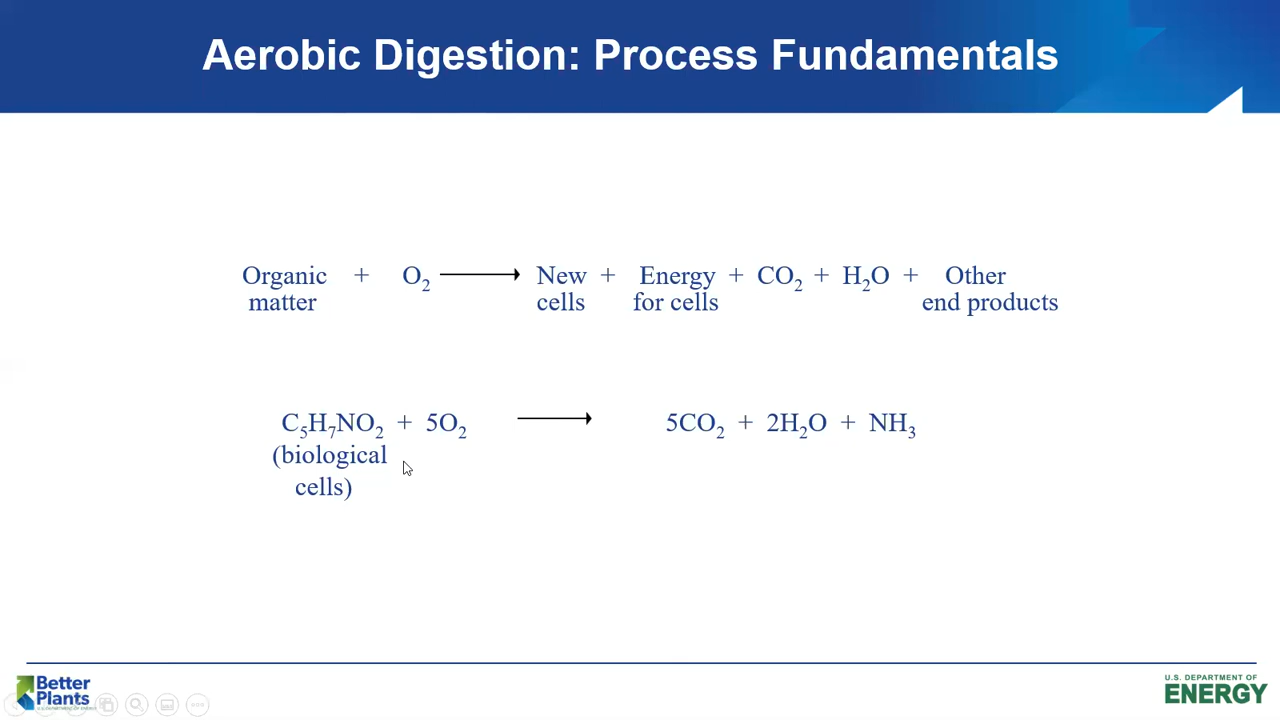 Aerobic Digestion: Process Fundamentals
Organic + O₂ ⟶ New + Energy + CO₂ + H₂O + Other
matter cells for cells end products
C₅H₇NO₂ + 5O₂ ⟶ 5CO₂ + 2H₂O + NH₃
(biological
cells)
Better
Plants
U.S. DEPARTMENT OF
ENERGY